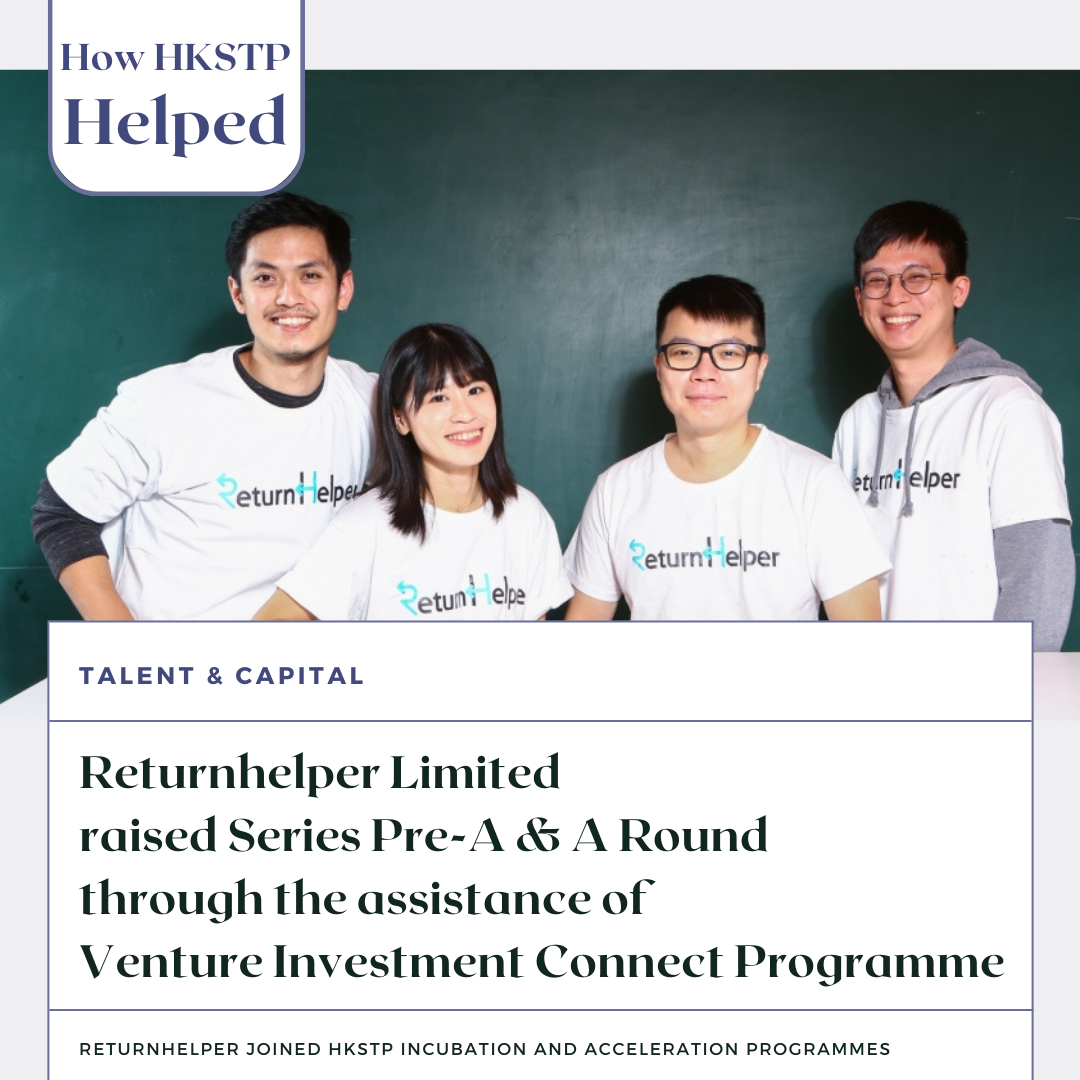 How HKSTP
Helped
ReturnHelper
ReturnHelper
ReturnHelper
eturnHelper
TALENT & CAPITAL
Returnhelper Limited
raised Series Pre-A & A Round
through the assistance of
Venture Investment Connect Programme
RETURNHELPER JOINED HKSTP INCUBATION AND ACCELERATION PROGRAMMES